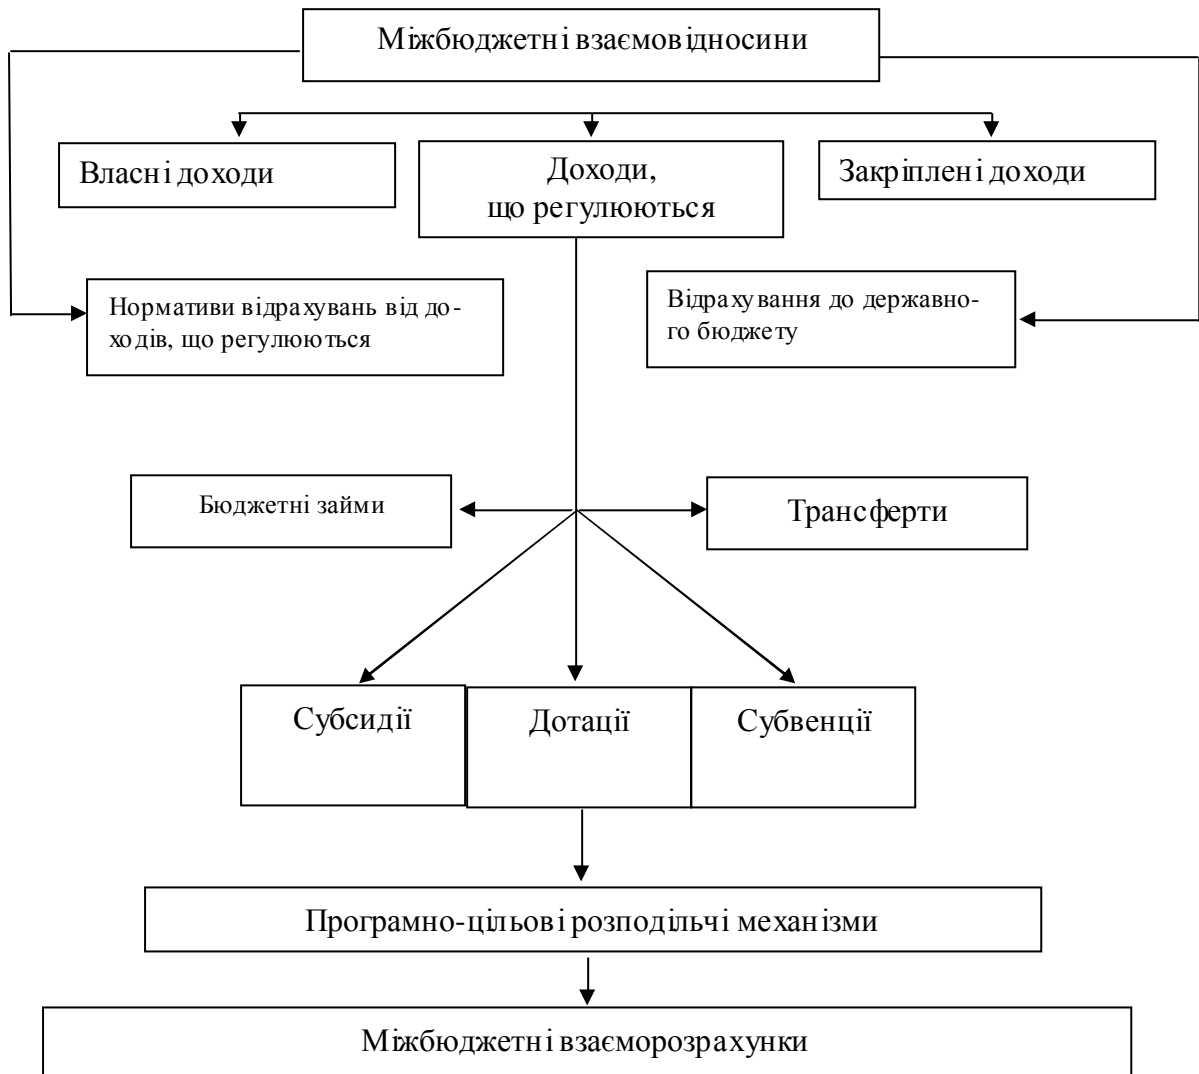 Міжбюджетні взаємовідносини
Власні доходи
Доходи,
що регулюються
Закріплені доходи
Нормативи відрахувань від до-
ходів, що регулюються
Відрахування до державно-
го бюджету
Бюджетні займи
Трансферти
Субсидії
Дотації
Субвенції
Програмно-цільові розподільчі механізми
Міжбюджетні взаєморозрахунки